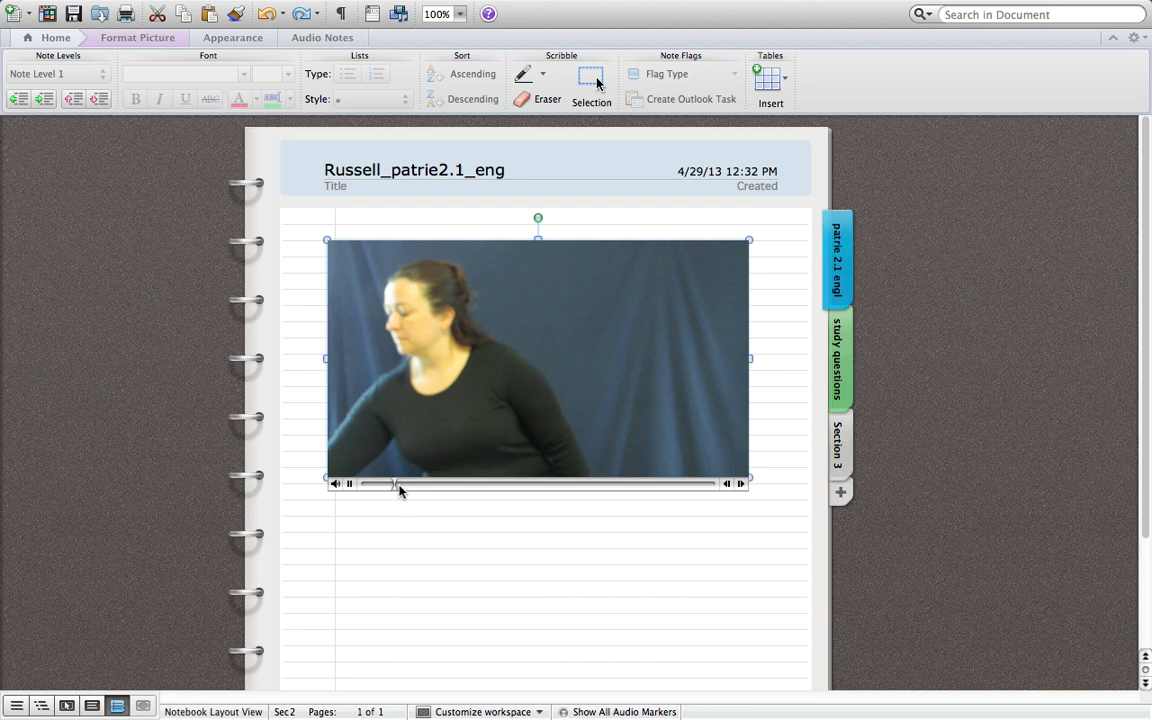 100%
Search in Document
Home
Format Picture
Appearance
Audio Notes
Note Levels
Font
Lists
Sort
Scribble
Note Flags
Tables
Note Level 1
Type:
Ascending
Flag Type
B I U ABC A ABC
Style:
Descending
Eraser
Selection
Create Outlook Task
Insert
Russell_patrie2.1_eng
4/29/13 12:32 PM
Title
Created
patrie 2.1 engl
study questions
Section 3
Notebook Layout View
Sec2
Pages:
1 of 1
Customize workspace
Show All Audio Markers